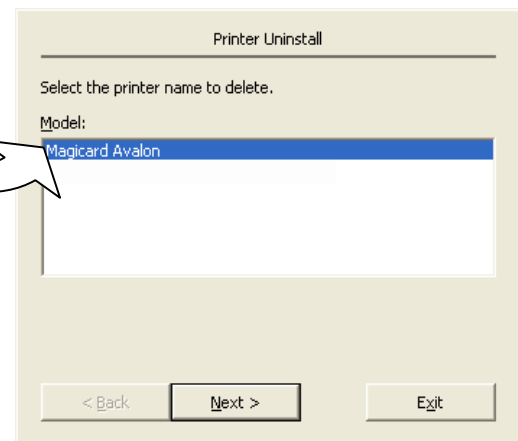 Printer Uninstall
Select the printer name to delete.
Model:
Magicard Avalon
< Back Next > Exit